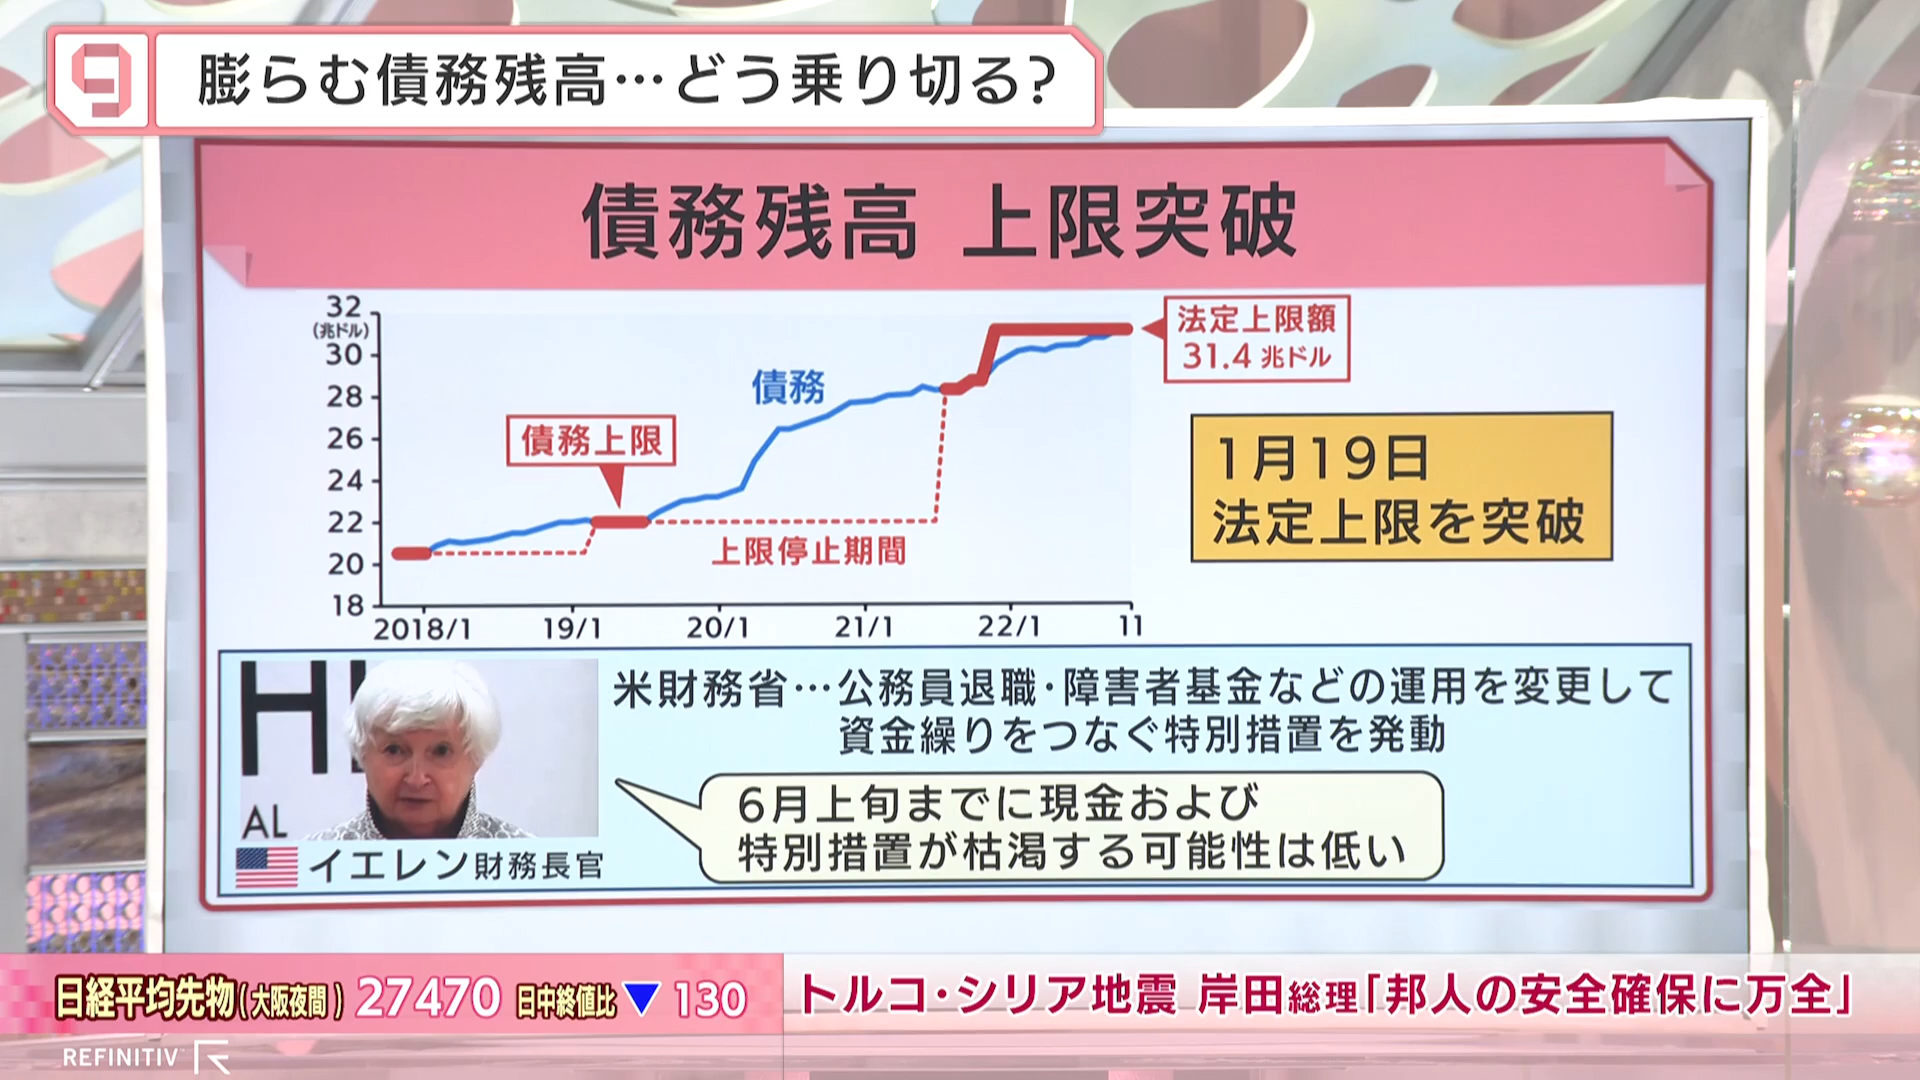 9
膨らむ債務残高…どう乗り切る?
債務残高 上限突破
32
(兆ドル)
30
28
26
24
22
20
18
2018/1
19/1
20/1
21/1
22/1
11
債務
債務上限
上限停止期間
法定上限額
31.4 兆ドル
1月19日
法定上限を突破
H
AL
イエレン財務長官
米財務省…公務員退職・障害者基金などの運用を変更して
資金繰りをつなぐ特別措置を発動
6月上旬までに現金および
特別措置が枯渇する可能性は低い
日経平均先物(大阪夜間) 27470 日中終値比▼ 130
トルコ・シリア地震 岸田総理「邦人の安全確保に万全」
REFINITIV